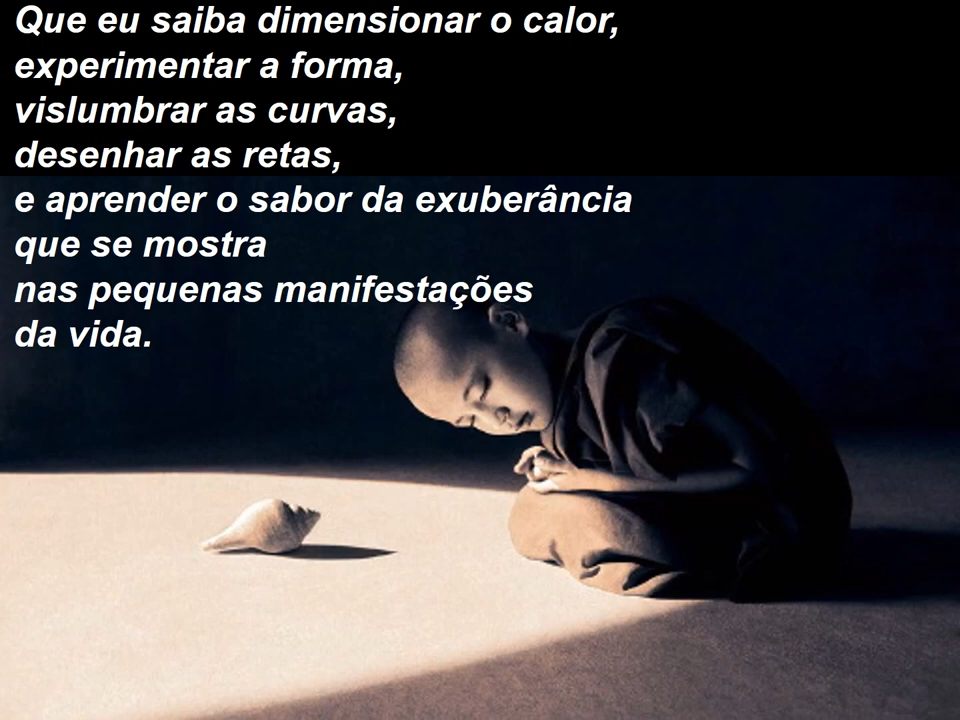 Que eu saiba dimensionar o calor,
experimentar a forma,
vislumbrar as curvas,
desenhar as retas,
e aprender o sabor da exuberância
que se mostra
nas pequenas manifestações
da vida.